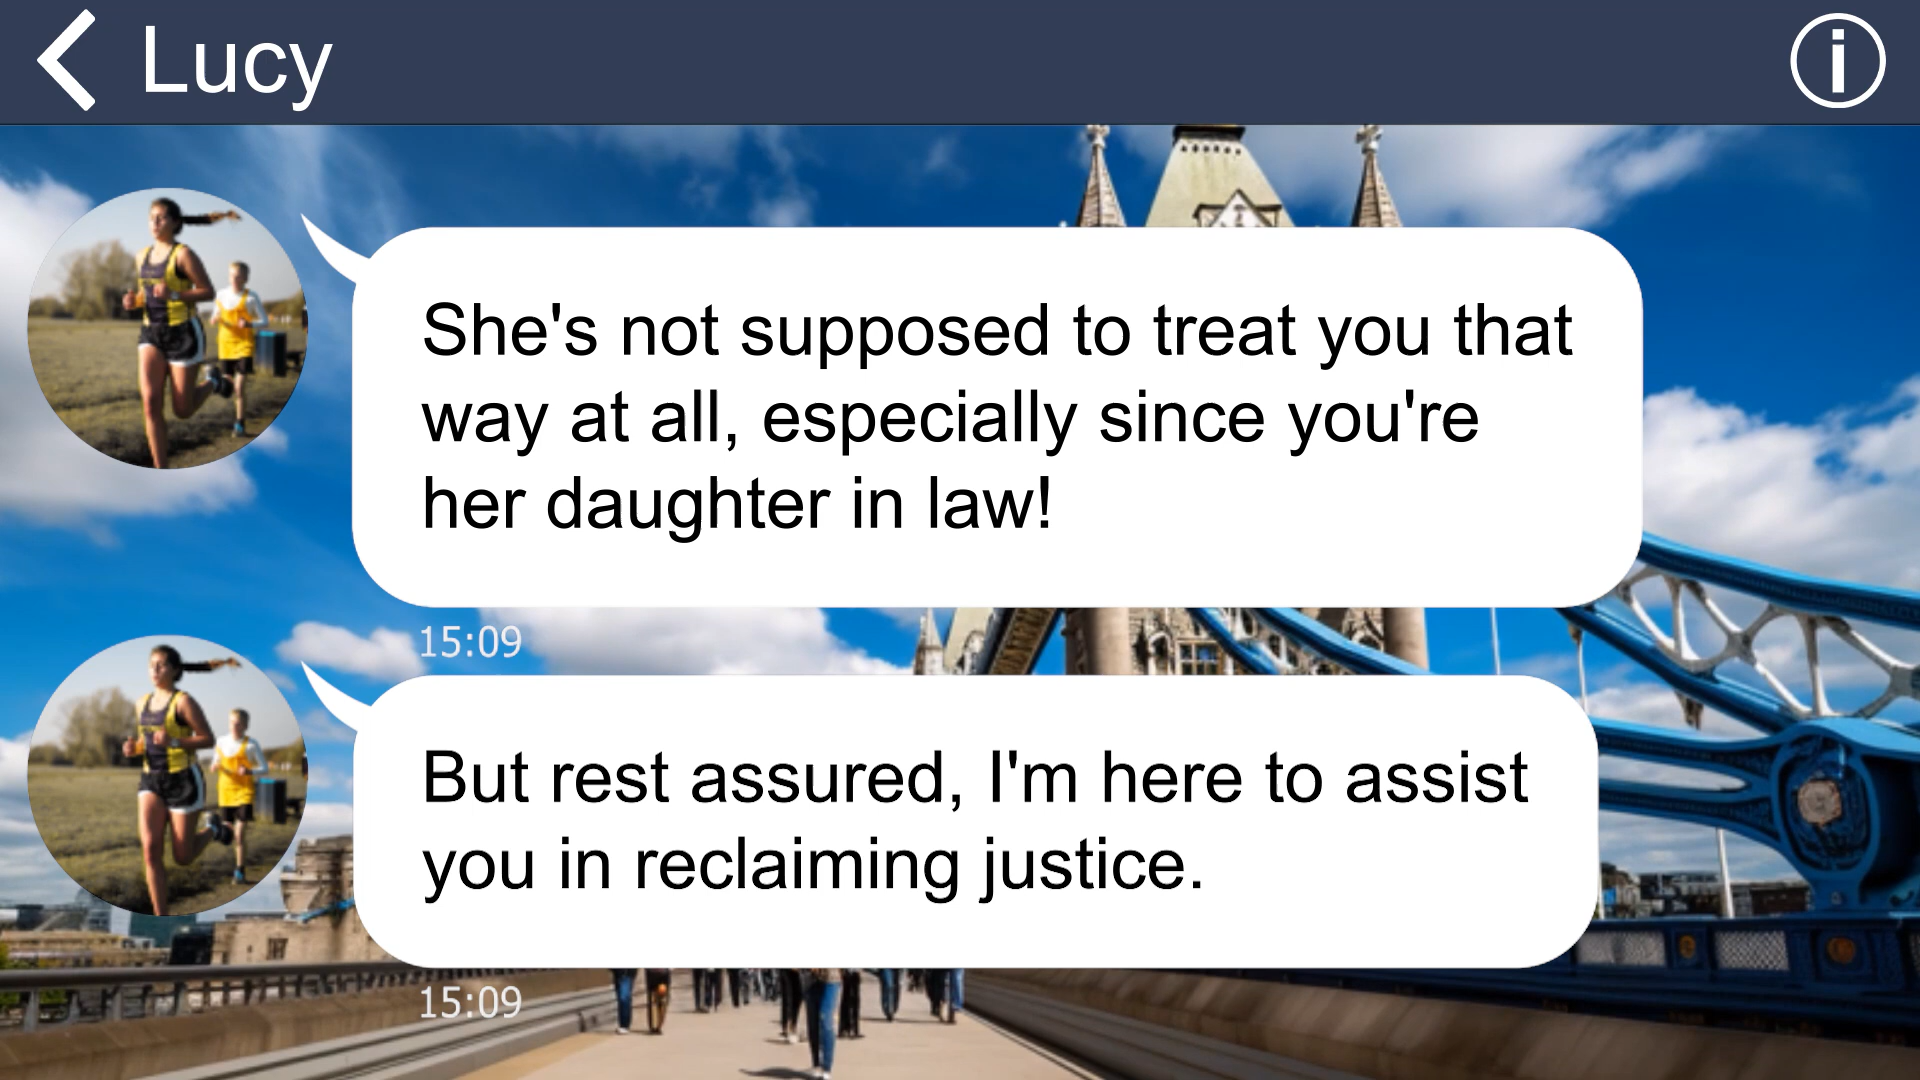 Lucy
She's not supposed to treat you that
way at all, especially since you're
her daughter in law!
15:09
But rest assured, I'm here to assist
you in reclaiming justice.
15:09